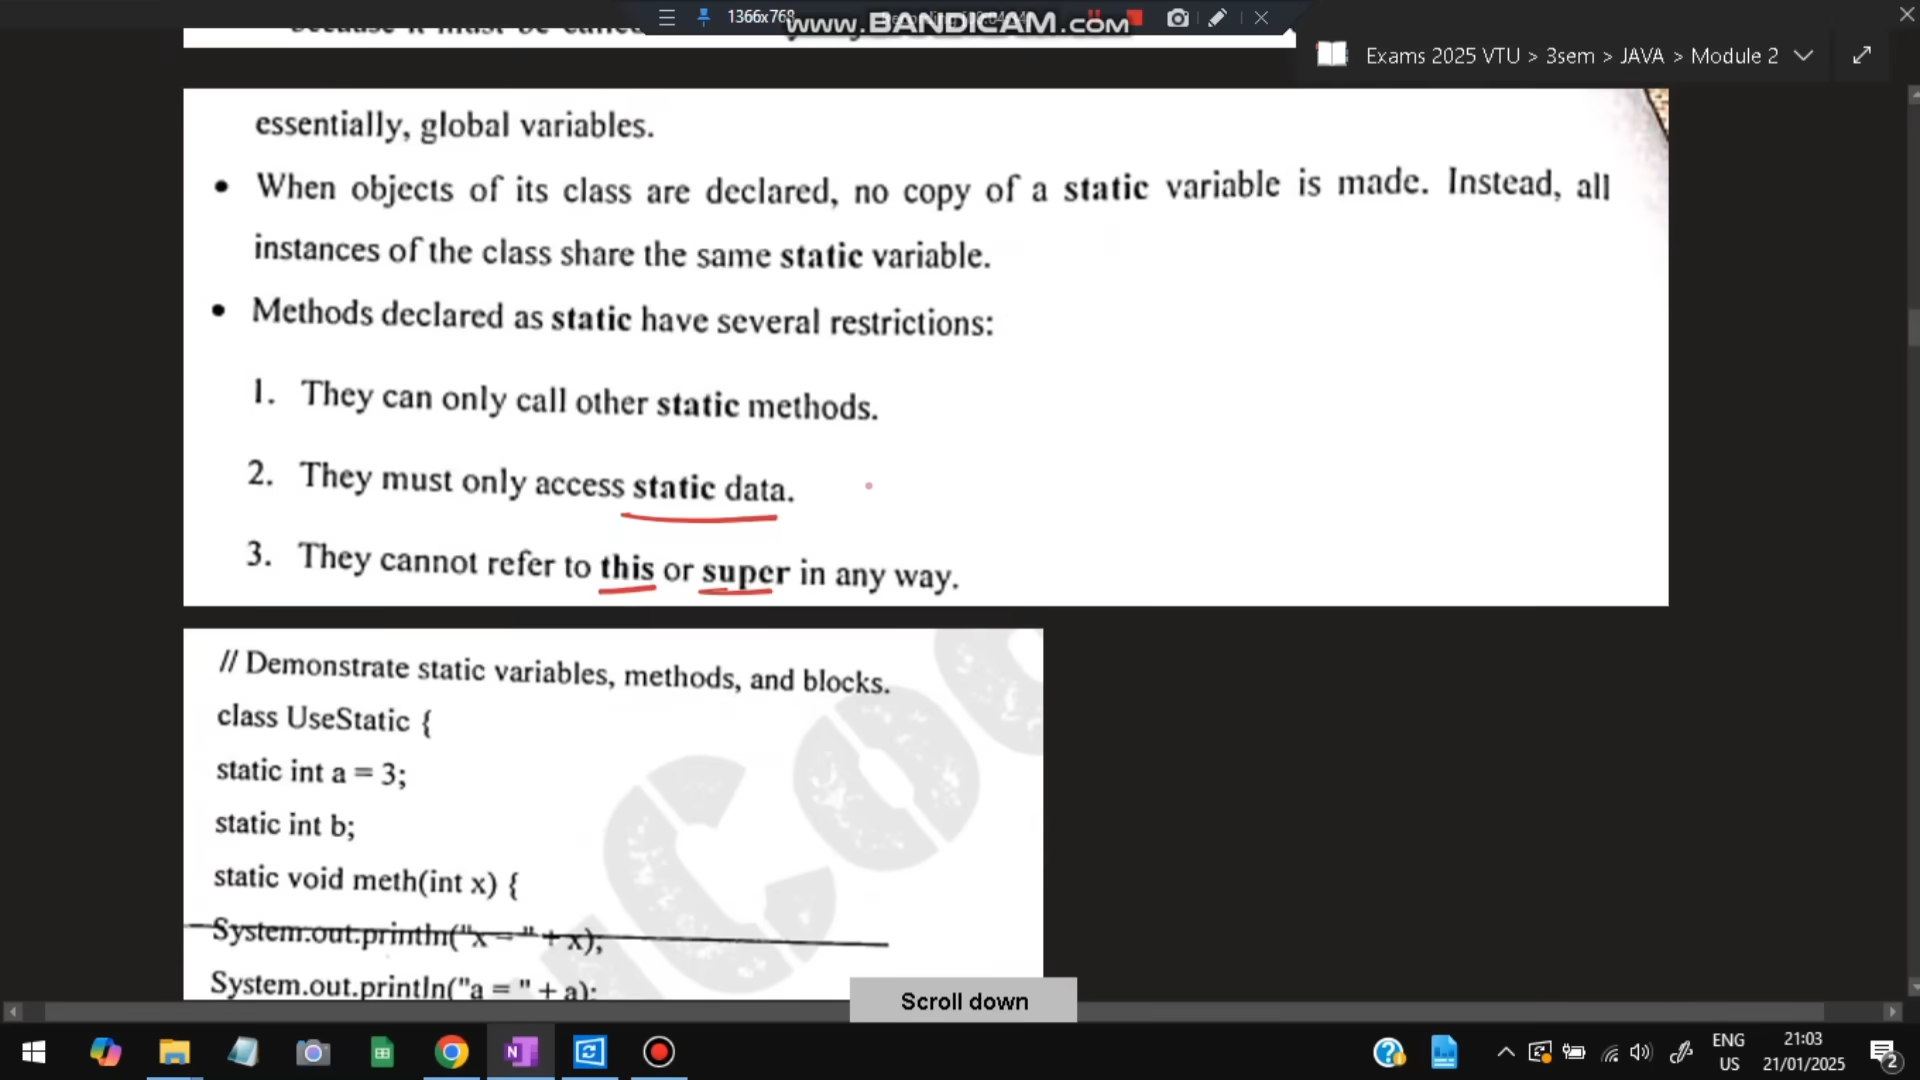 1366x768
www.BANDICAM.com
Exams 2025 VTU > 3sem > JAVA > Module 2
essentially, global variables.
• When objects of its class are declared, no copy of a static variable is made. Instead, all
instances of the class share the same static variable.
• Methods declared as static have several restrictions:
1. They can only call other static methods.
2. They must only access static data.
3. They cannot refer to this or super in any way.
// Demonstrate static variables, methods, and blocks.
class UseStatic {
static int a = 3;
static int b;
static void meth(int x) {
System.out.println("x = " + x);
System.out.println("a = " + a);
Scroll down
ENG
US
21:03
21/01/2025
2